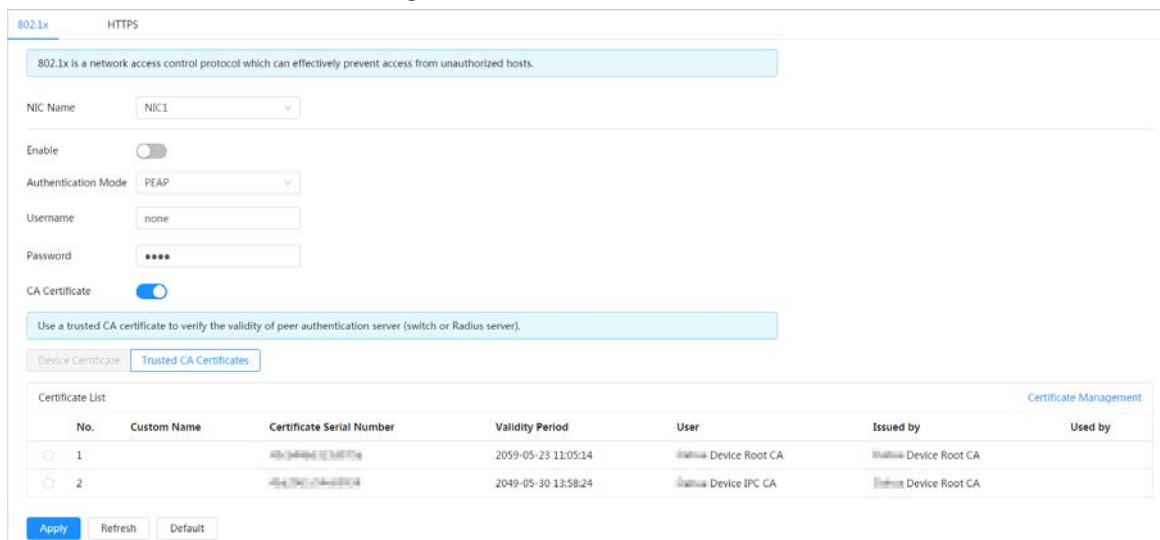 802.1x HTTPS
802.1x is a network access control protocol which can effectively prevent access from unauthorized hosts.
NIC Name NIC1
Enable
Authentication Mode PEAP
Username none
Password ••••
CA Certificate
Use a trusted CA certificate to verify the validity of peer authentication server (switch or Radius server).
Device Certificate Trusted CA Certificates
Certificate List Certificate Management
No. Custom Name Certificate Serial Number Validity Period User Issued by Used by
1 2059-05-23 11:05:14 Device Root CA Device Root CA
2 2049-05-30 13:58:24 Device IPC CA Device Root CA
Apply Refresh Default